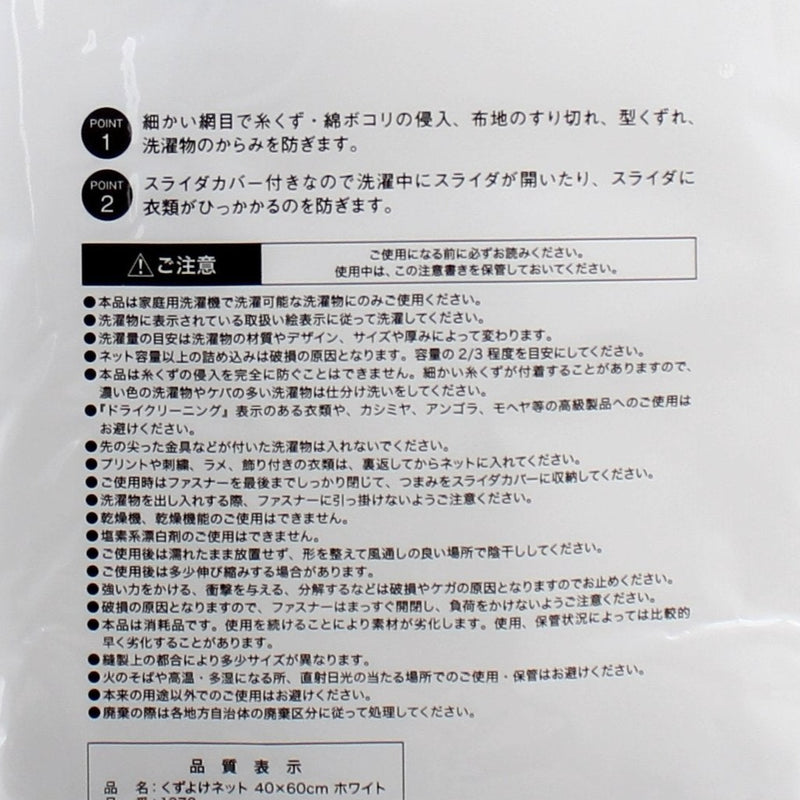 POINT 1 細かい網目で糸くず・綿ボコリの侵入、布地のすり切れ、型くずれ、
洗濯物のからみを防ぎます。
POINT 2 スライダカバー付きなので洗濯中にスライダが開いたり、スライダに
衣類がひっかかるのを防ぎます。
⚠ご注意
ご使用になる前に必ずお読みください。
使用中は、この注意書きを保管しておいてください。
●本品は家庭用洗濯機で洗濯可能な洗濯物にのみご使用ください。
●洗濯物に表示されている取扱い絵表示に従って洗濯してください。
●洗濯量の目安は洗濯物の材質やデザイン、サイズや厚みによって変わります。
●ネット容量以上の詰め込みは破損の原因となります。容量の2/3程度を目安にしてください。
●本品は糸くずの侵入を完全に防ぐことはできません。細かい糸くずが付着することがありますので、
濃い色の洗濯物やケバの多い洗濯物は仕分け洗いをしてください。
●『ドライクリーニング』表示のある衣類や、カシミヤ、アンゴラ、モヘヤ等の高級製品へのご使用は
お避けください。
●先の尖った金具などが付いた洗濯物は入れないでください。
●プリントや刺繍、ラメ、飾り付きの衣類は、裏返してからネットに入れてください。
●ご使用時はファスナーを最後までしっかり閉じて、つまみをスライダカバーに収納してください。
●洗濯物を出し入れする際、ファスナーに引っ掛けないようご注意ください。
●乾燥機、乾燥機能のご使用はできません。
●塩素系漂白剤のご使用はできません。
●ご使用後は濡れたまま放置せず、形を整えて風通しの良い場所で陰干ししてください。
●ご使用後は多少伸び縮みする場合があります。
●強い力をかける、衝撃を与える、分解するなどは破損やケガの原因となりますのでお止めください。
●破損の原因となりますので、ファスナーはまっすぐ開閉し、負荷をかけないようご注意ください。
●本品は消耗品です。使用を続けることにより素材が劣化します。使用、保管状況によっては比較的
早く劣化することがあります。
●縫製上の都合により多少サイズが異なります。
●火のそばや高温・多湿になる所、直射日光の当たる場所でのご使用・保管はお避けください。
●本来の用途以外でのご使用はお避けください。
●廃棄の際は各地方自治体の廃棄区分に従って処理してください。
品質表示
品 名：くずよけネット 40×60cm ホワイト